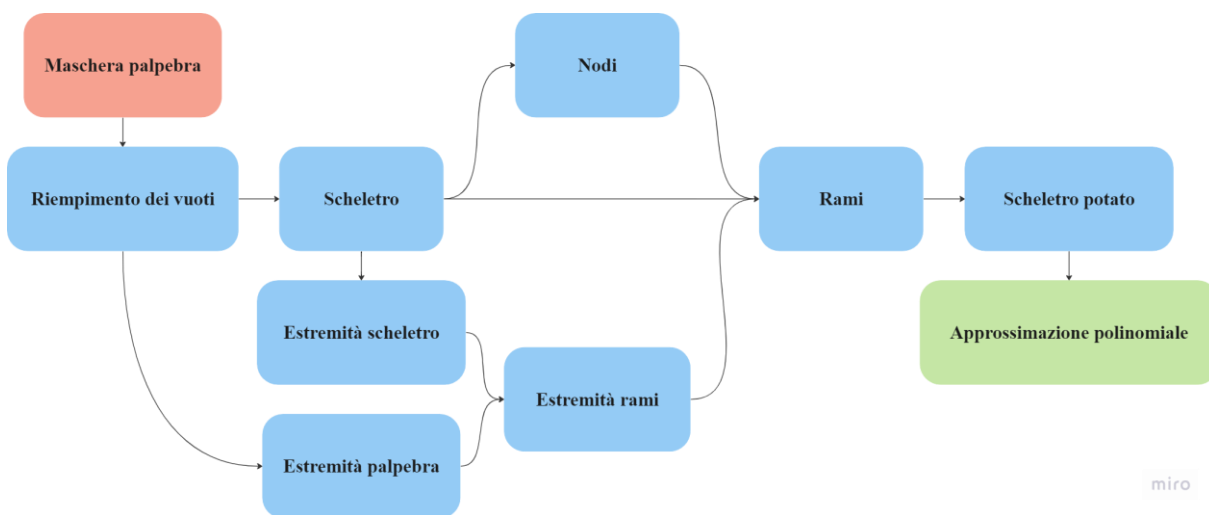 Maschera palpebra
Nodi
Riempimento dei vuoti
Scheletro
Rami
Scheletro potato
Estremità scheletro
Approssimazione polinomiale
Estremità rami
Estremità palpebra
miro